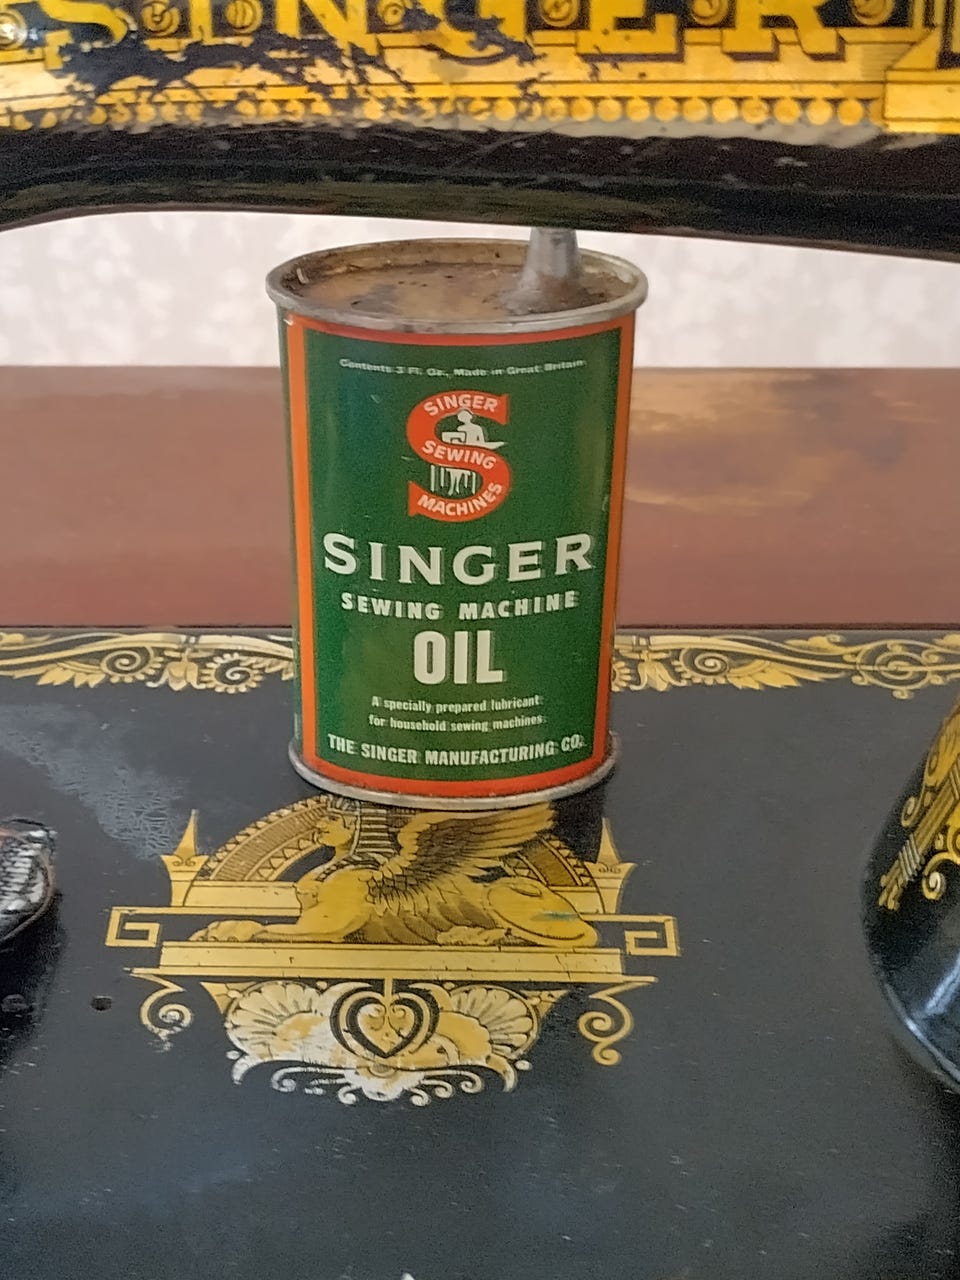 SINGER
Contents 3 Fl. Oz., Made in Great Britain
SINGER
SEWING
MACHINES
SINGER
SEWING MACHINE
OIL
A specially prepared lubricant
for household sewing machines.
THE SINGER MANUFACTURING CO.